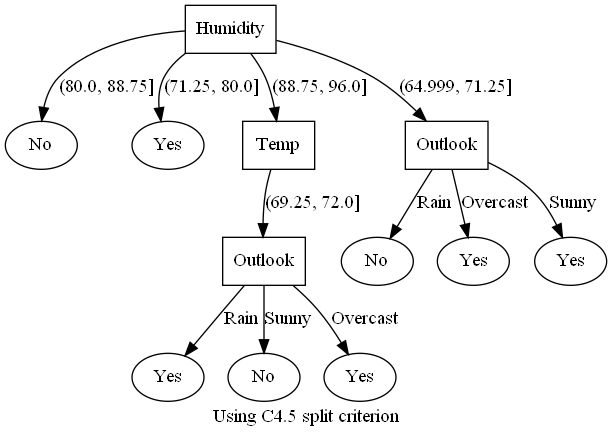 Humidity
(80.0, 88.75]
(71.25, 80.0]
(88.75, 96.0]
(64.999, 71.25]
No
Yes
Temp
Outlook
(69.25, 72.0]
Rain
Overcast
Sunny
Outlook
No
Yes
Yes
Rain
Sunny
Overcast
Yes
No
Yes
Using C4.5 split criterion